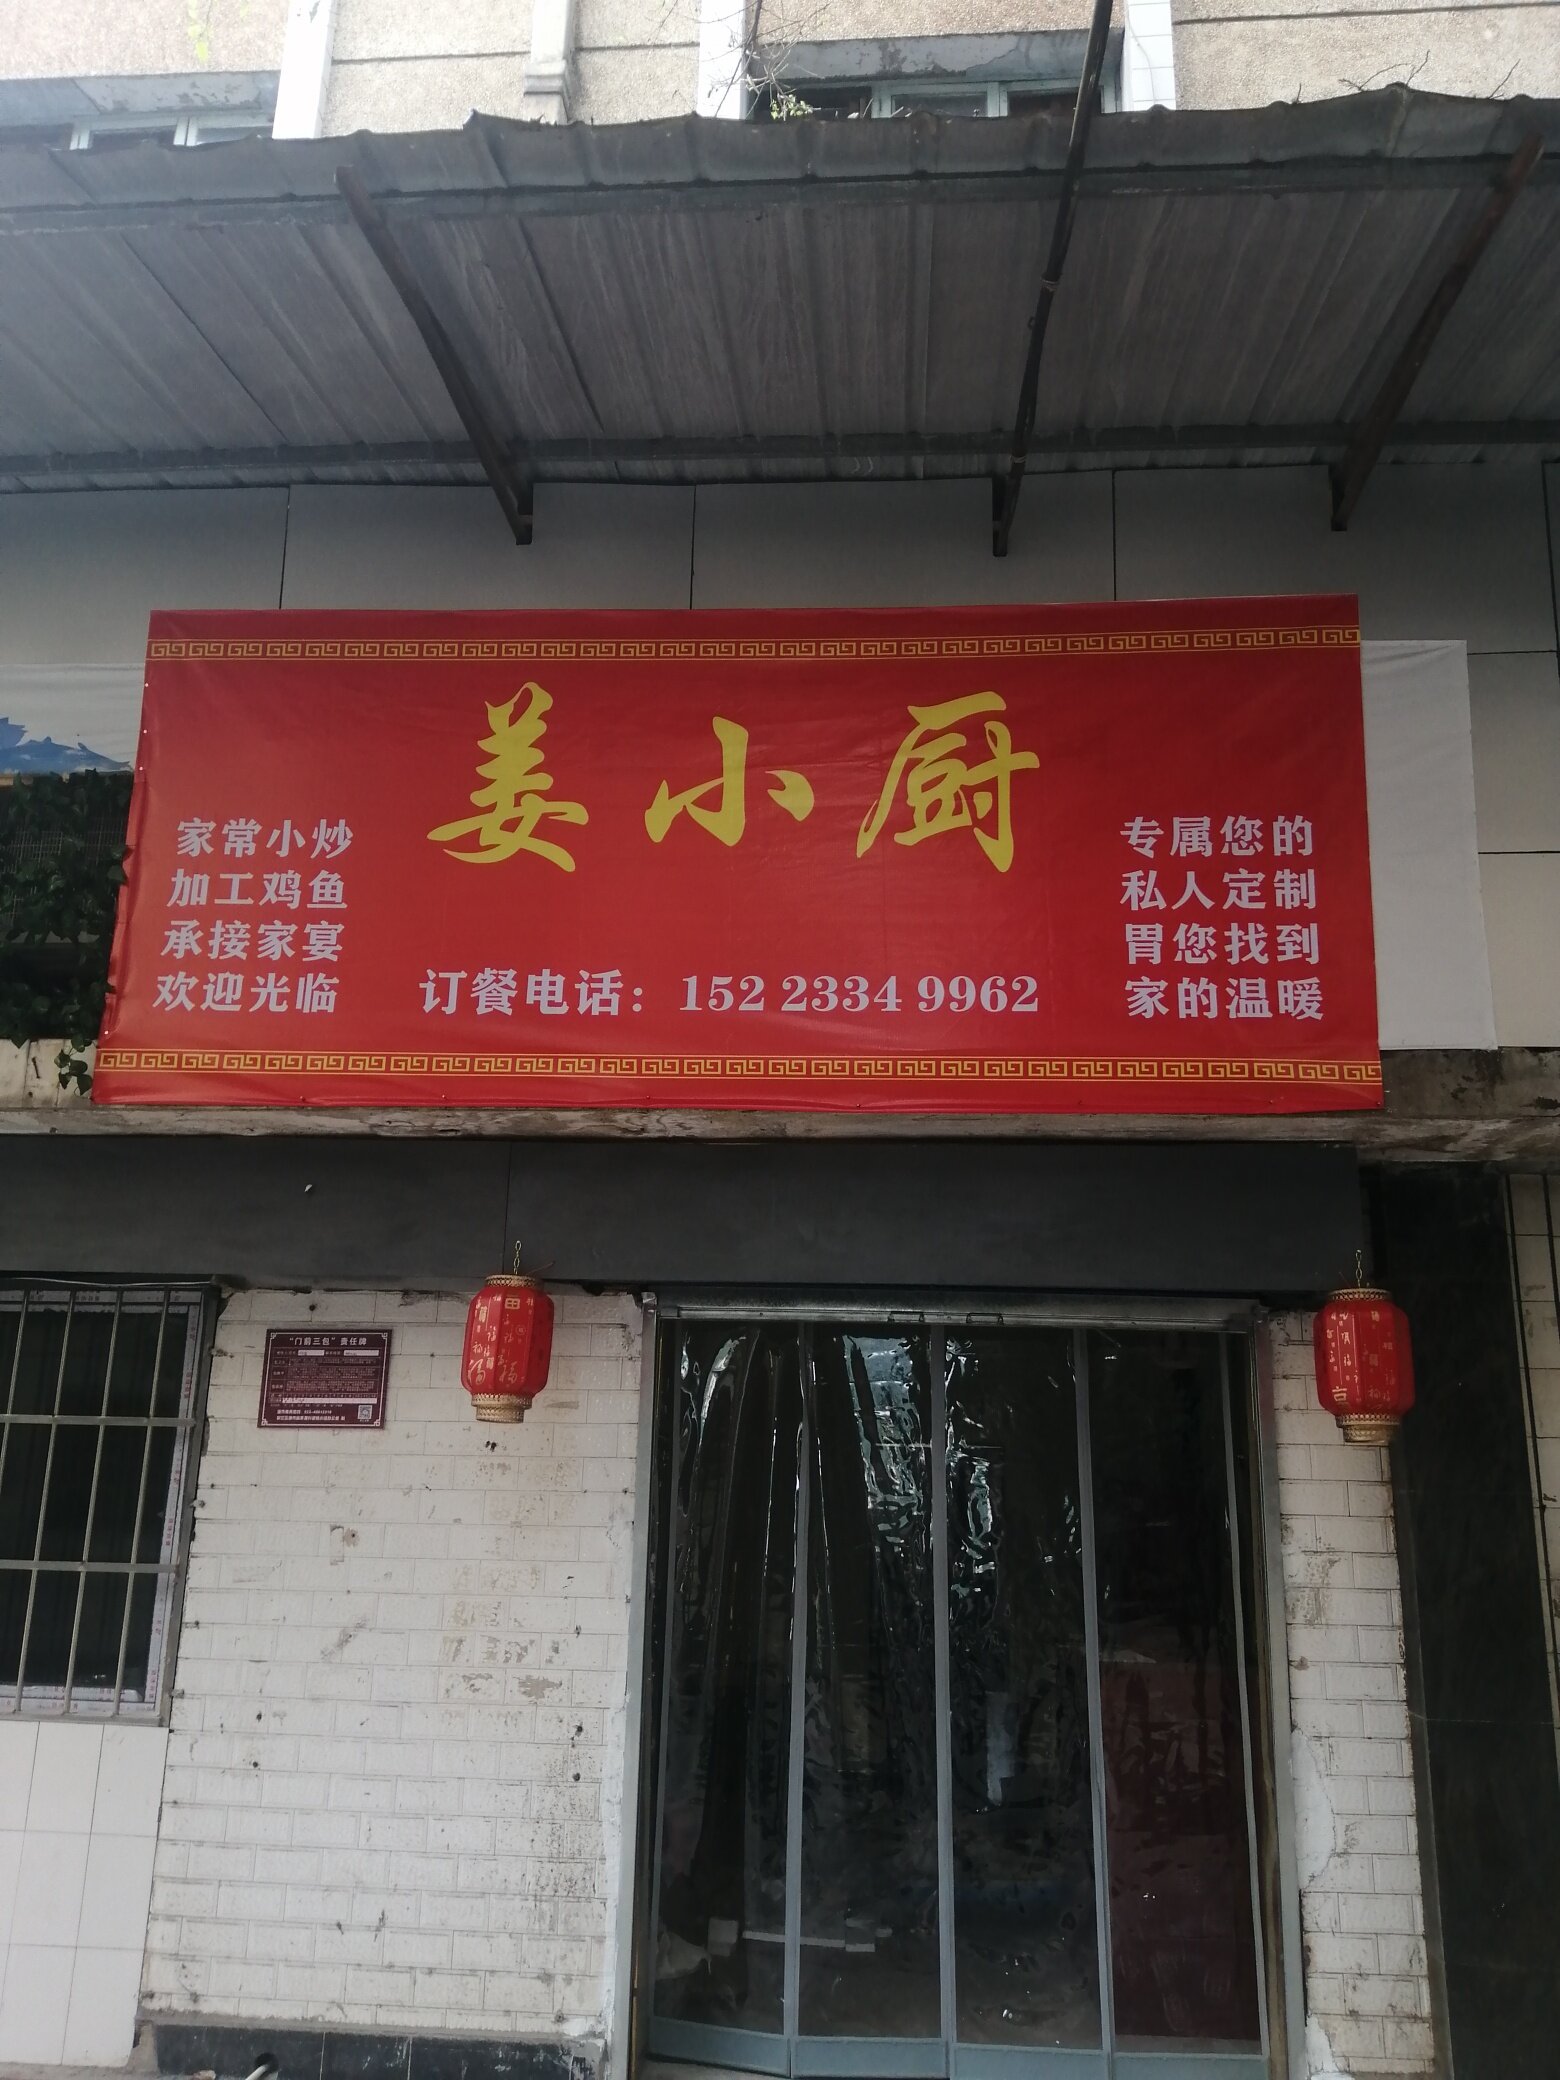 姜小厨
家常小炒
加工鸡鱼
承接家宴
欢迎光临
订餐电话：152 2334 9962
专属您的
私人定制
胃您找到
家的温暖
“门前三包”责任牌